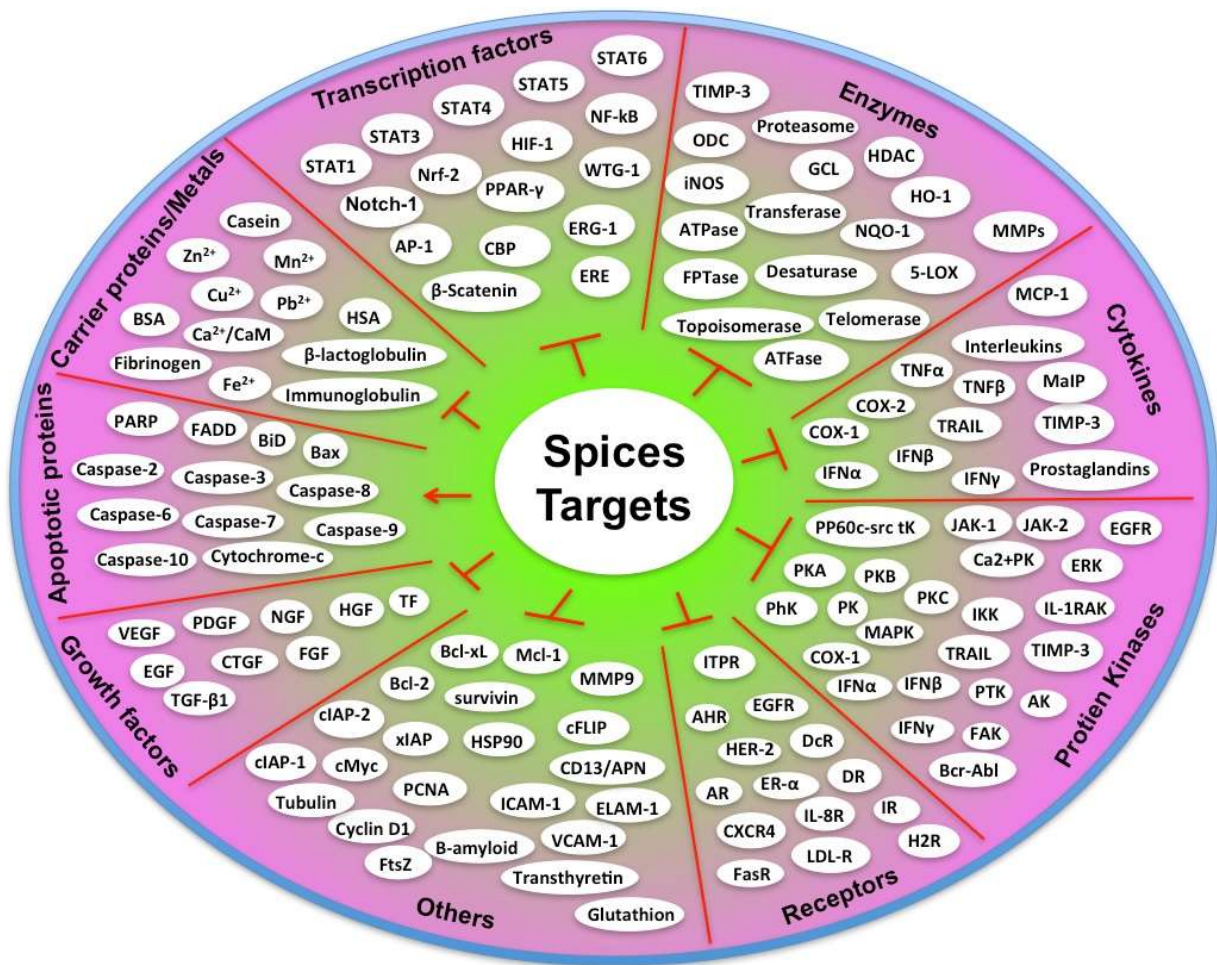 Spices
Targets
Transcription factors
STAT6
STAT5
STAT4
STAT3
STAT1
NF-kB
HIF-1
Nrf-2
WTG-1
PPAR-γ
Notch-1
AP-1
CBP
ERG-1
ERE
β-Scatenin
Enzymes
TIMP-3
Proteasome
ODC
HDAC
GCL
iNOS
HO-1
Transferase
ATPase
NQO-1
MMPs
FPTase
Desaturase
5-LOX
Topoisomerase
Telomerase
ATFase
Cytokines
MCP-1
Interleukins
TNFα
TNFβ
MaIP
COX-2
COX-1
TRAIL
TIMP-3
IFNα
IFNβ
IFNγ
Prostaglandins
Protien Kinases
PP60c-src tK
JAK-1
JAK-2
EGFR
Ca2+PK
ERK
PKA
PKB
PKC
PhK
PK
IKK
IL-1RAK
MAPK
COX-1
TRAIL
TIMP-3
IFNα
IFNβ
PTK
AK
IFNγ
FAK
Bcr-Abl
Receptors
ITPR
AHR
EGFR
HER-2
DcR
AR
ER-α
DR
CXCR4
IL-8R
IR
FasR
LDL-R
H2R
Others
Bcl-xL
Mcl-1
MMP9
Bcl-2
survivin
cIAP-2
xIAP
HSP90
cFLIP
cIAP-1
cMyc
CD13/APN
Tubulin
PCNA
ICAM-1
ELAM-1
Cyclin D1
VCAM-1
FtsZ
B-amyloid
Transthyretin
Glutathion
Growth factors
VEGF
PDGF
NGF
HGF
TF
EGF
CTGF
FGF
TGF-β1
Apoptotic proteins
PARP
FADD
BiD
Bax
Caspase-2
Caspase-3
Caspase-8
Caspase-6
Caspase-7
Caspase-9
Caspase-10
Cytochrome-c
Carrier proteins/Metals
Casein
Zn²⁺
Mn²⁺
Cu²⁺
Pb²⁺
BSA
Ca²⁺/CaM
HSA
Fibrinogen
β-lactoglobulin
Fe²⁺
Immunoglobulin